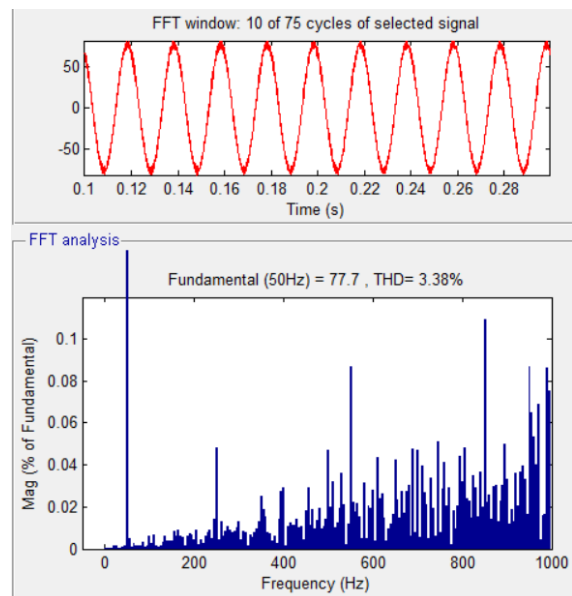 FFT window: 10 of 75 cycles of selected signal
50
0
-50
0.1 0.12 0.14 0.16 0.18 0.2 0.22 0.24 0.26 0.28
Time (s)
FFT analysis
Fundamental (50Hz) = 77.7 , THD= 3.38%
Mag (% of Fundamental)
0.1
0.08
0.06
0.04
0.02
0
0 200 400 600 800 1000
Frequency (Hz)